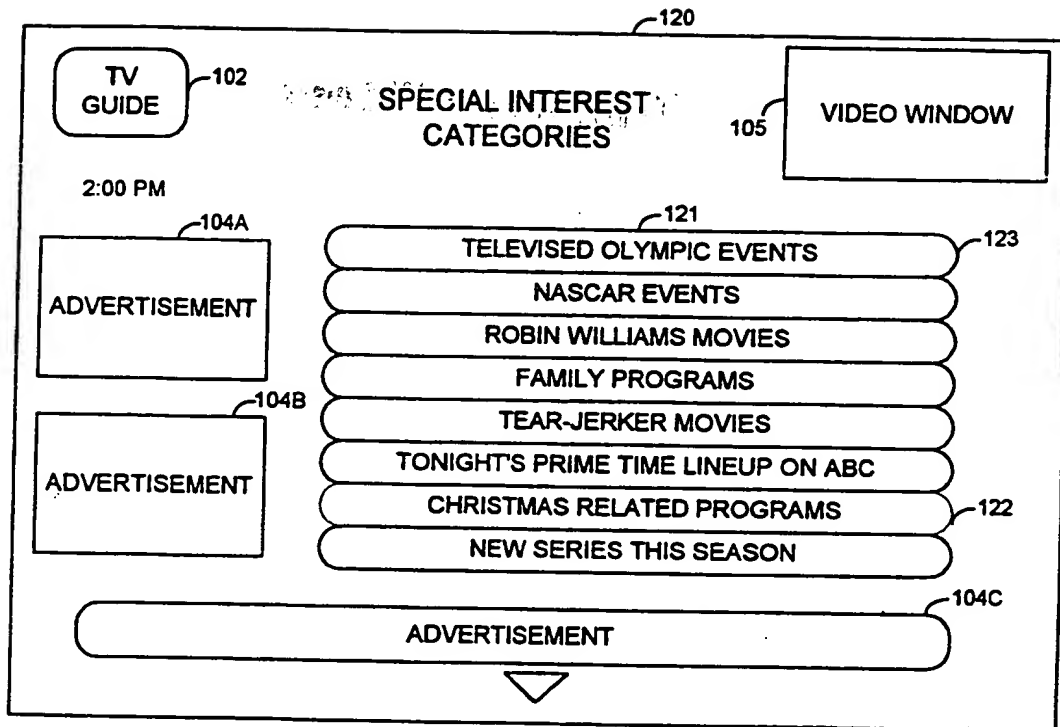 120
TV
GUIDE
102
SPECIAL INTEREST
CATEGORIES
105
VIDEO WINDOW
2:00 PM
104A
ADVERTISEMENT
104B
ADVERTISEMENT
121
123
TELEVISED OLYMPIC EVENTS
NASCAR EVENTS
ROBIN WILLIAMS MOVIES
FAMILY PROGRAMS
TEAR-JERKER MOVIES
TONIGHT'S PRIME TIME LINEUP ON ABC
CHRISTMAS RELATED PROGRAMS
122
NEW SERIES THIS SEASON
104C
ADVERTISEMENT